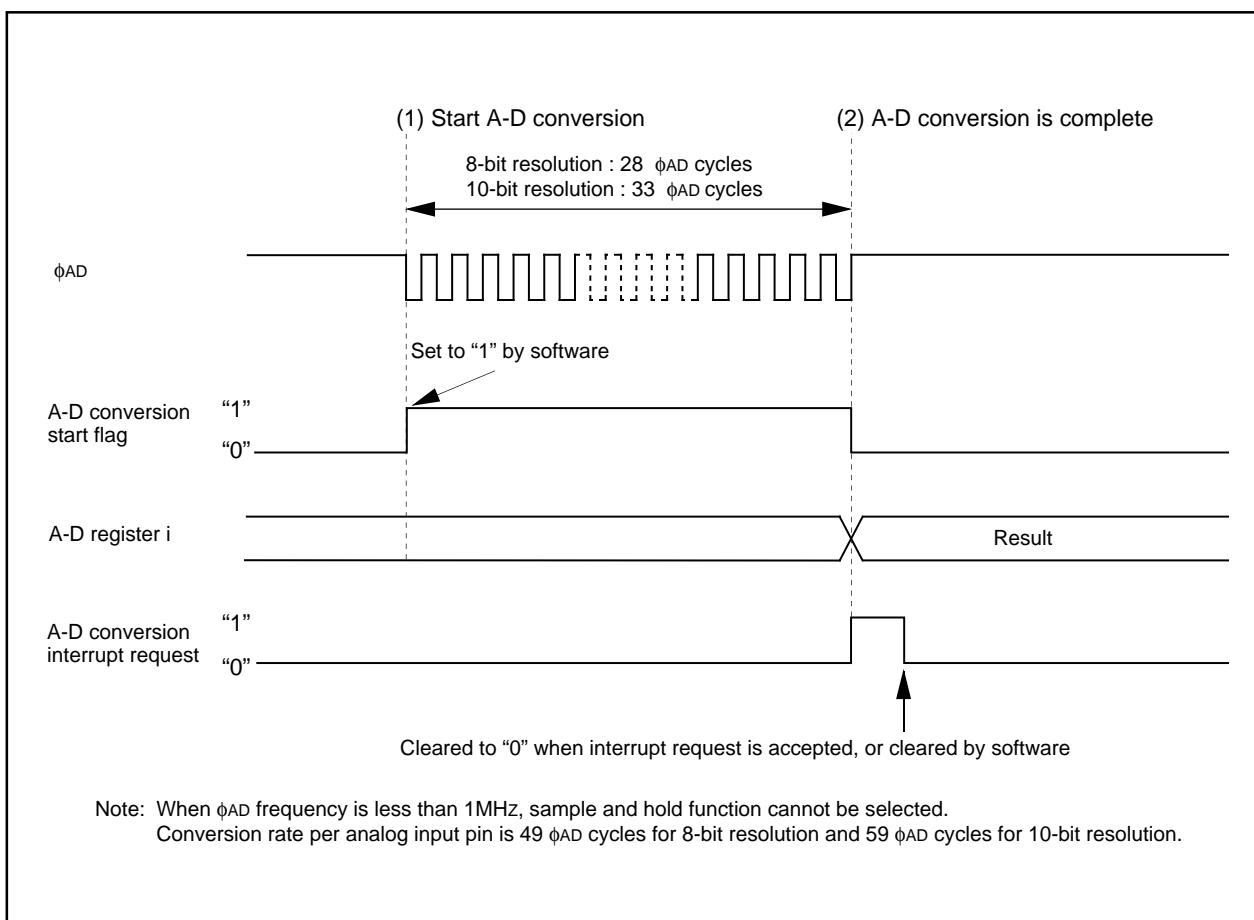 (1) Start A-D conversion
(2) A-D conversion is complete
8-bit resolution : 28 ϕAD cycles
10-bit resolution : 33 ϕAD cycles
ϕAD
Set to “1” by software
A-D conversion
start flag
“1”
“0”
A-D register i
Result
A-D conversion
interrupt request
“1”
“0”
Cleared to “0” when interrupt request is accepted, or cleared by software
Note: When ϕAD frequency is less than 1MHZ, sample and hold function cannot be selected.
Conversion rate per analog input pin is 49 ϕAD cycles for 8-bit resolution and 59 ϕAD cycles for 10-bit resolution.